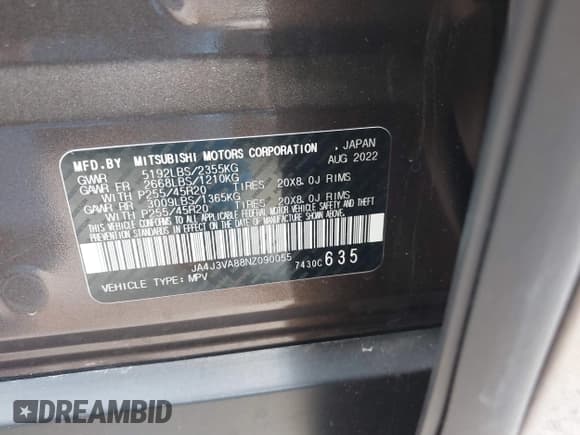 MFD.BY MITSUBISHI MOTORS CORPORATION . JAPAN
GVWR 5192LBS/2355KG AUG 2022
GAWR FR 2668LBS/1210KG
WITH P255/45R20 TIRES 20X8.0J RIMS
GAWR RR 3009LBS/1365KG
WITH P255/45R20 TIRES 20X8.0J RIMS
THIS VEHICLE CONFORMS TO ALL APPLICABLE FEDERAL MOTOR VEHICLE SAFETY AND THEFT
PREVENTION STANDARDS IN EFFECT ON THE DATE OF MANUFACTURE SHOWN ABOVE.
JA4J3VA88NZ090055 7430C 635
VEHICLE TYPE: MPV
DREAMBID